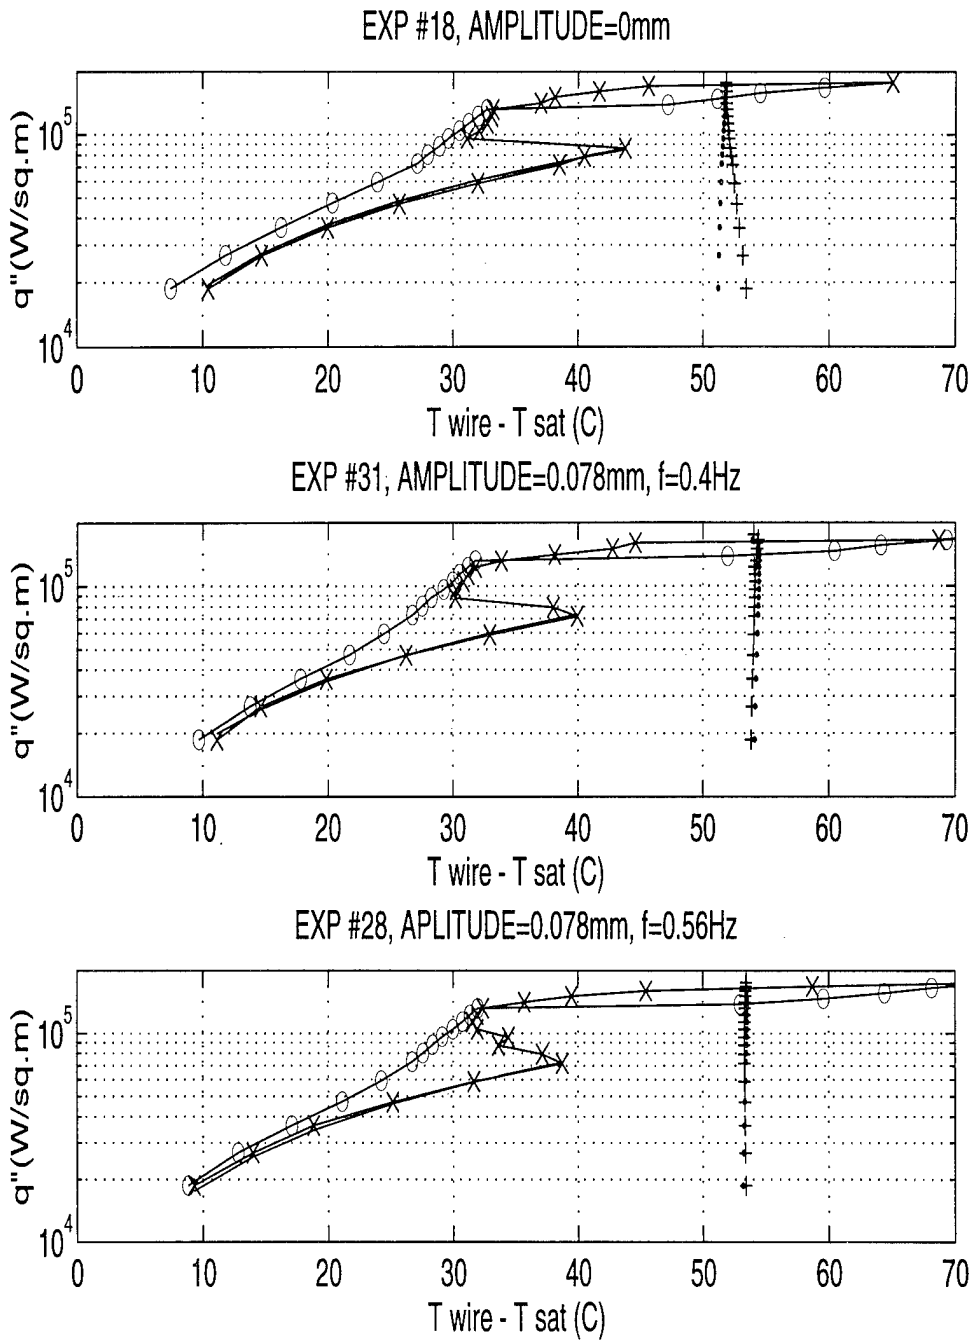 EXP #18, AMPLITUDE=0mm
q"(W/sq.m)
10^5
10^4
0 10 20 30 40 50 60 70
T wire - T sat (C)
EXP #31, AMPLITUDE=0.078mm, f=0.4Hz
q"(W/sq.m)
10^5
10^4
0 10 20 30 40 50 60 70
T wire - T sat (C)
EXP #28, APLITUDE=0.078mm, f=0.56Hz
q"(W/sq.m)
10^5
10^4
0 10 20 30 40 50 60 70
T wire - T sat (C)